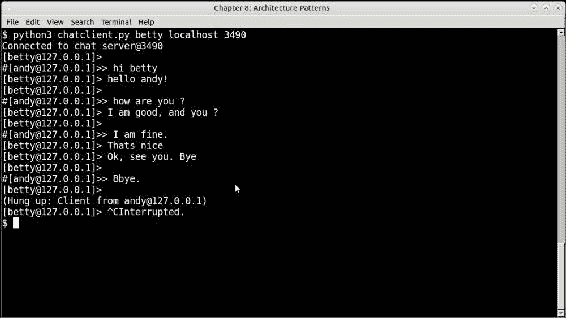 Chapter 8: Architecture Patterns
File Edit View Search Terminal Help
$ python3 chatclient.py betty localhost 3490
Connected to chat server@3490
[betty@127.0.0.1]>
#[andy@127.0.0.1]>> hi betty
[betty@127.0.0.1]> hello andy!
[betty@127.0.0.1]>
#[andy@127.0.0.1]>> how are you ?
[betty@127.0.0.1]> I am good, and you ?
[betty@127.0.0.1]>
#[andy@127.0.0.1]>> I am fine.
[betty@127.0.0.1]> Thats nice
[betty@127.0.0.1]> Ok, see you. Bye
[betty@127.0.0.1]>
#[andy@127.0.0.1]>> Bbye.
[betty@127.0.0.1]>
(Hung up: Client from andy@127.0.0.1)
[betty@127.0.0.1]> ^CInterrupted.
$